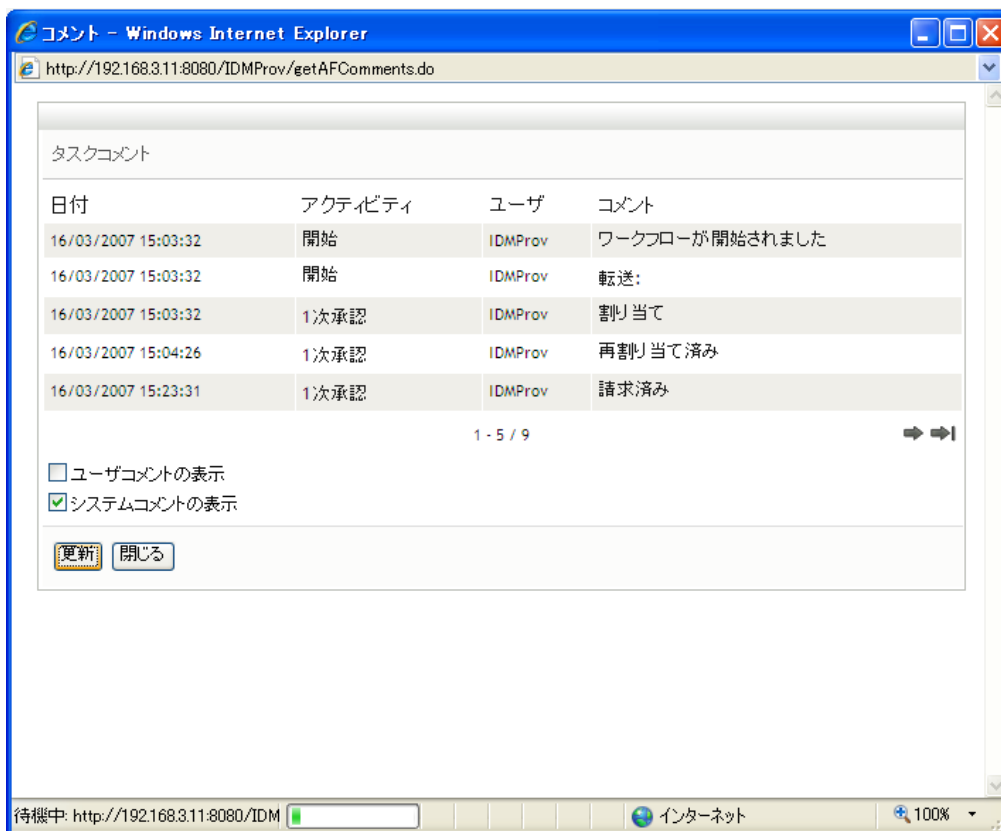 コメント - Windows Internet Explorer
http://192.168.3.11:8080/IDMProv/getAFComments.do
タスクコメント
日付 アクティビティ ユーザ コメント
16/03/2007 15:03:32 開始 IDMProv ワークフローが開始されました
16/03/2007 15:03:32 開始 IDMProv 転送:
16/03/2007 15:03:32 1次承認 IDMProv 割り当て
16/03/2007 15:04:26 1次承認 IDMProv 再割り当て済み
16/03/2007 15:23:31 1次承認 IDMProv 請求済み
1 - 5 / 9
ユーザコメントの表示
システムコメントの表示
更新 閉じる
待機中: http://192.168.3.11:8080/IDM インターネット 100%